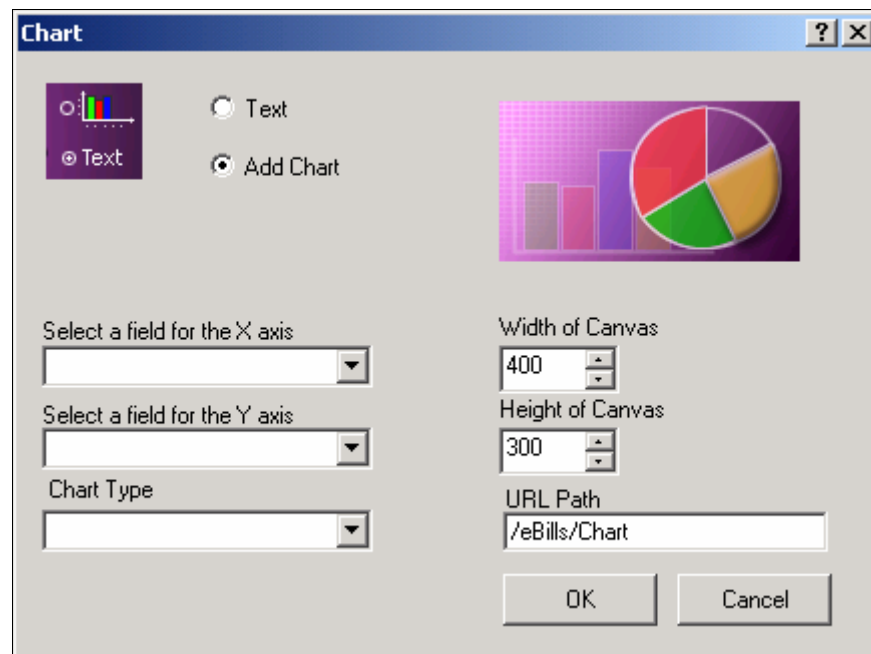 Chart
Text
Text
Add Chart
Select a field for the X axis
Select a field for the Y axis
Chart Type
Width of Canvas
400
Height of Canvas
300
URL Path
/eBills/Chart
OK
Cancel